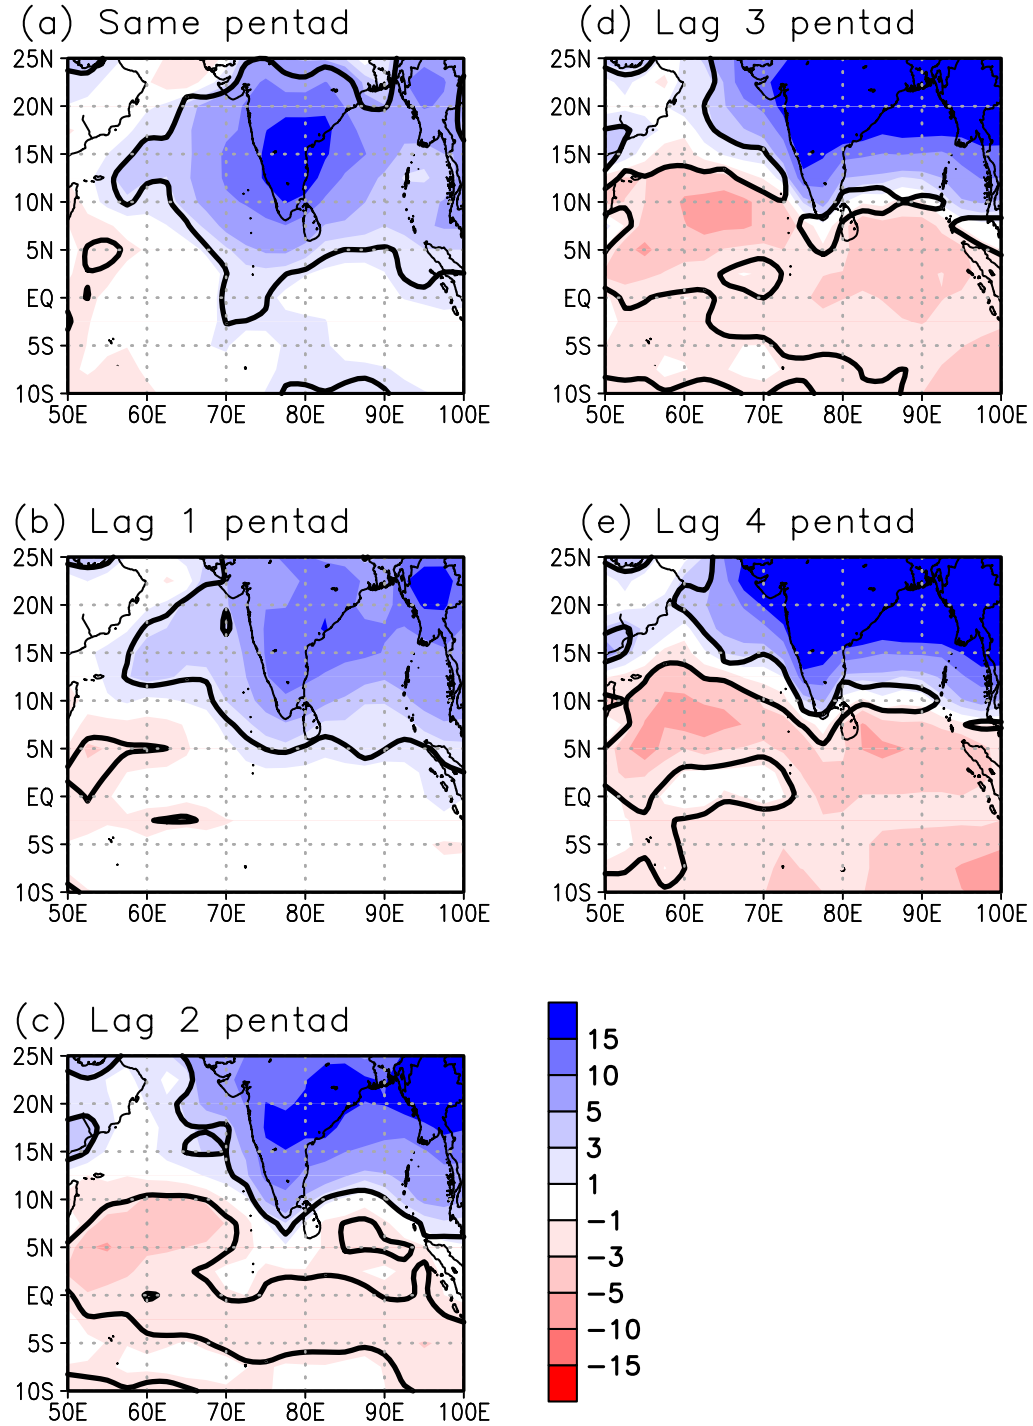 (a) Same pentad
25N
20N
15N
10N
5N
EQ
5S
10S
50E 60E 70E 80E 90E 100E
(d) Lag 3 pentad
25N
20N
15N
10N
5N
EQ
5S
10S
50E 60E 70E 80E 90E 100E
(b) Lag 1 pentad
25N
20N
15N
10N
5N
EQ
5S
10S
50E 60E 70E 80E 90E 100E
(e) Lag 4 pentad
25N
20N
15N
10N
5N
EQ
5S
10S
50E 60E 70E 80E 90E 100E
(c) Lag 2 pentad
25N
20N
15N
10N
5N
EQ
5S
10S
50E 60E 70E 80E 90E 100E
15
10
5
3
1
−1
−3
−5
−10
−15